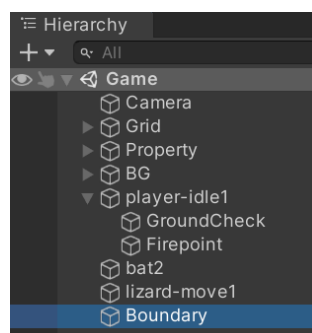 Hierarchy
All
Game
Camera
Grid
Property
BG
player-idle1
GroundCheck
Firepoint
bat2
lizard-move1
Boundary